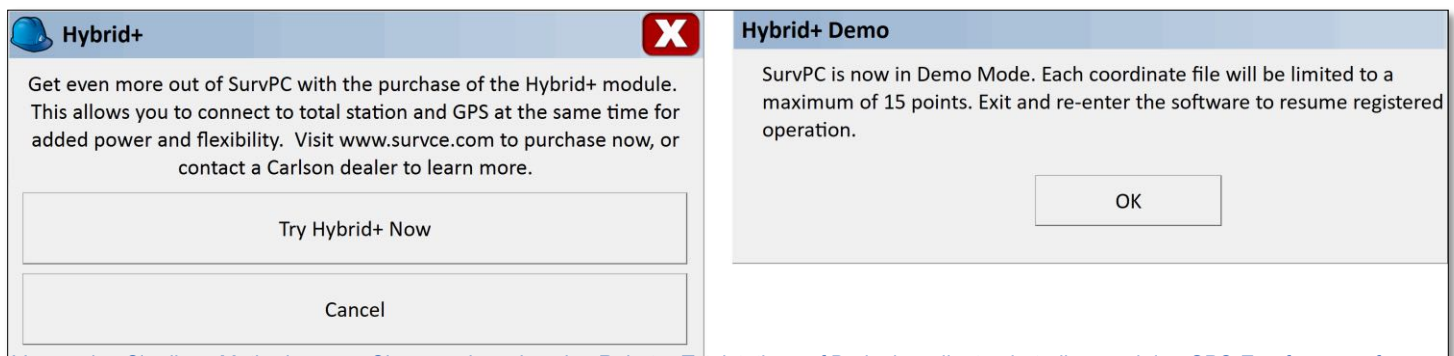 Hybrid+
Get even more out of SurvPC with the purchase of the Hybrid+ module.
This allows you to connect to total station and GPS at the same time for
added power and flexibility. Visit www.survce.com to purchase now, or
contact a Carlson dealer to learn more.
Try Hybrid+ Now
Cancel
Hybrid+ Demo
SurvPC is now in Demo Mode. Each coordinate file will be limited to a
maximum of 15 points. Exit and re-enter the software to resume registered
operation.
OK